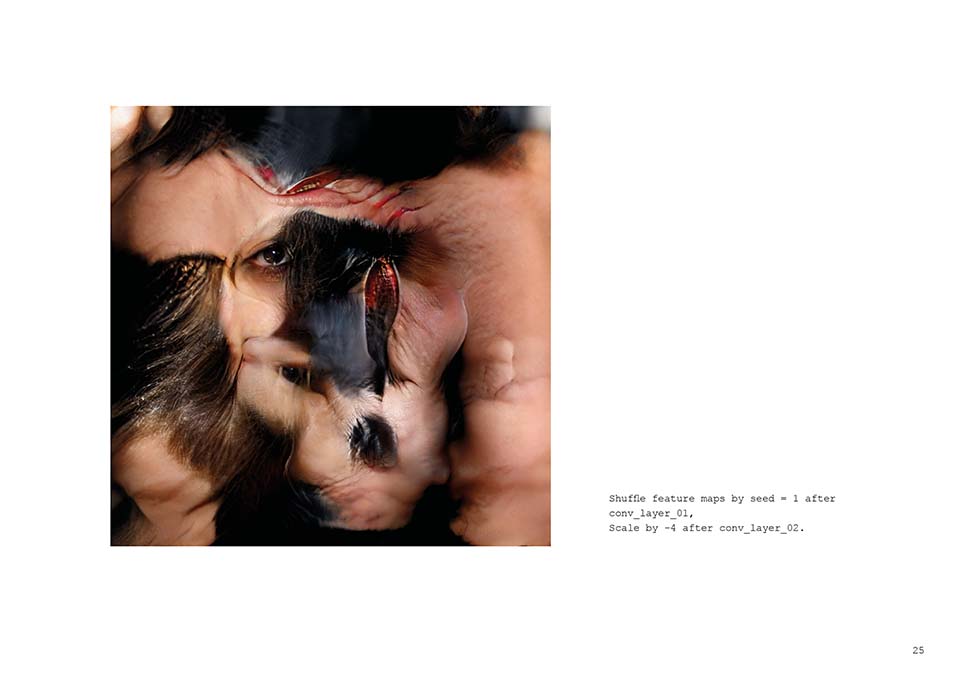 Shuffle feature maps by seed = 1 after
conv_layer_01,
Scale by -4 after conv_layer_02.
25